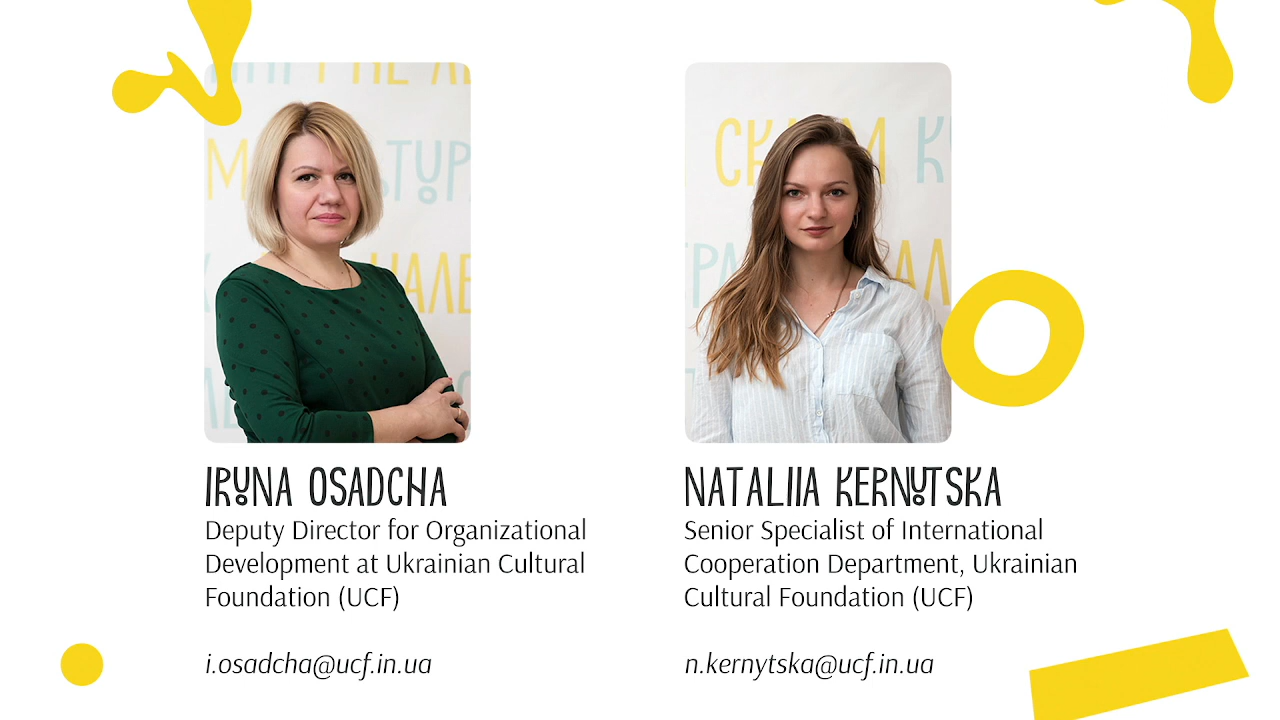 IRYNA OSADCHA
Deputy Director for Organizational
Development at Ukrainian Cultural
Foundation (UCF)
i.osadcha@ucf.in.ua
NATALIIA KERNYTSKA
Senior Specialist of International
Cooperation Department, Ukrainian
Cultural Foundation (UCF)
n.kernytska@ucf.in.ua